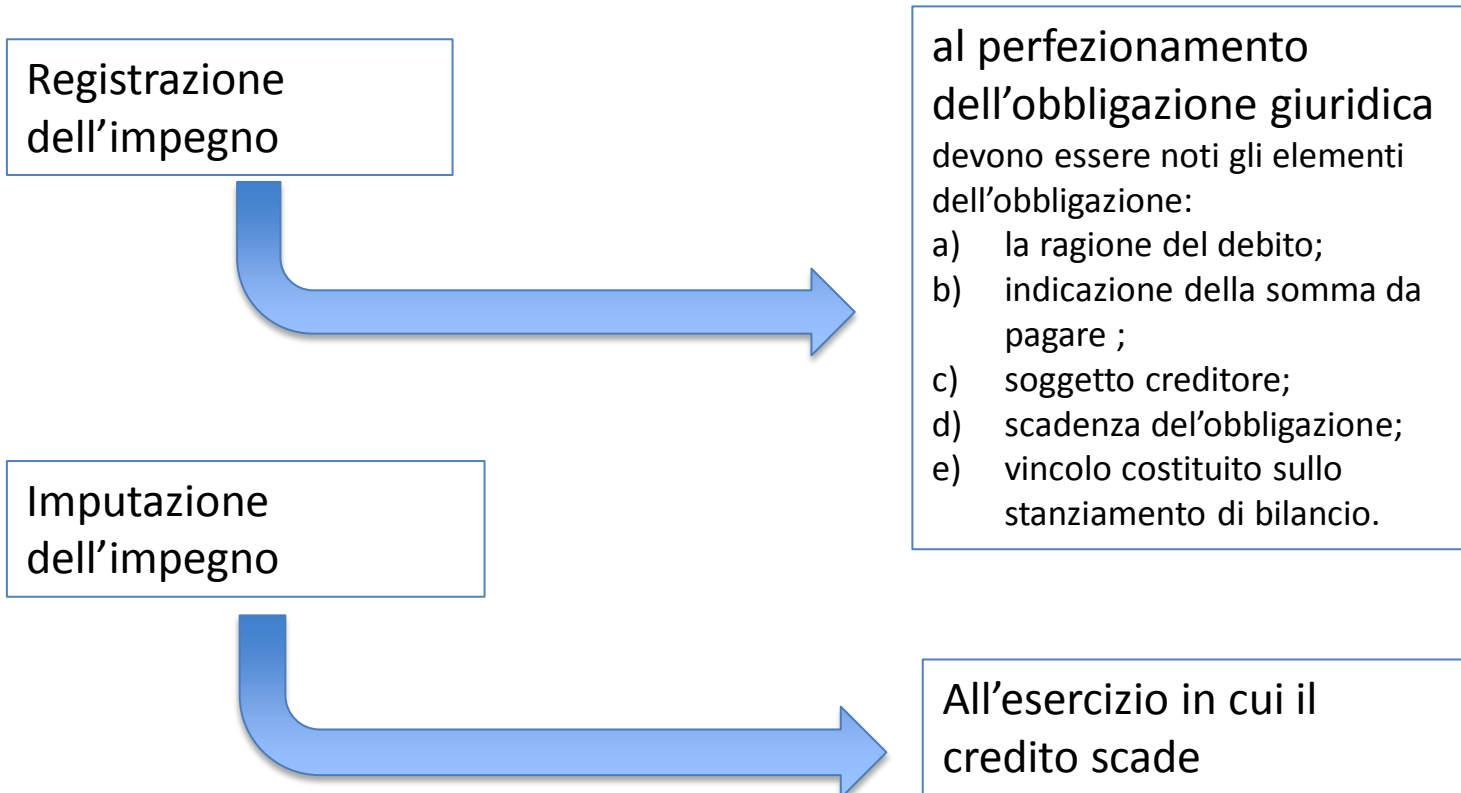 Registrazione
dell’impegno
al perfezionamento
dell’obbligazione giuridica
devono essere noti gli elementi
dell’obbligazione:
a) la ragione del debito;
b) indicazione della somma da
pagare ;
c) soggetto creditore;
d) scadenza del’obbligazione;
e) vincolo costituito sullo
stanziamento di bilancio.
Imputazione
dell’impegno
All’esercizio in cui il
credito scade